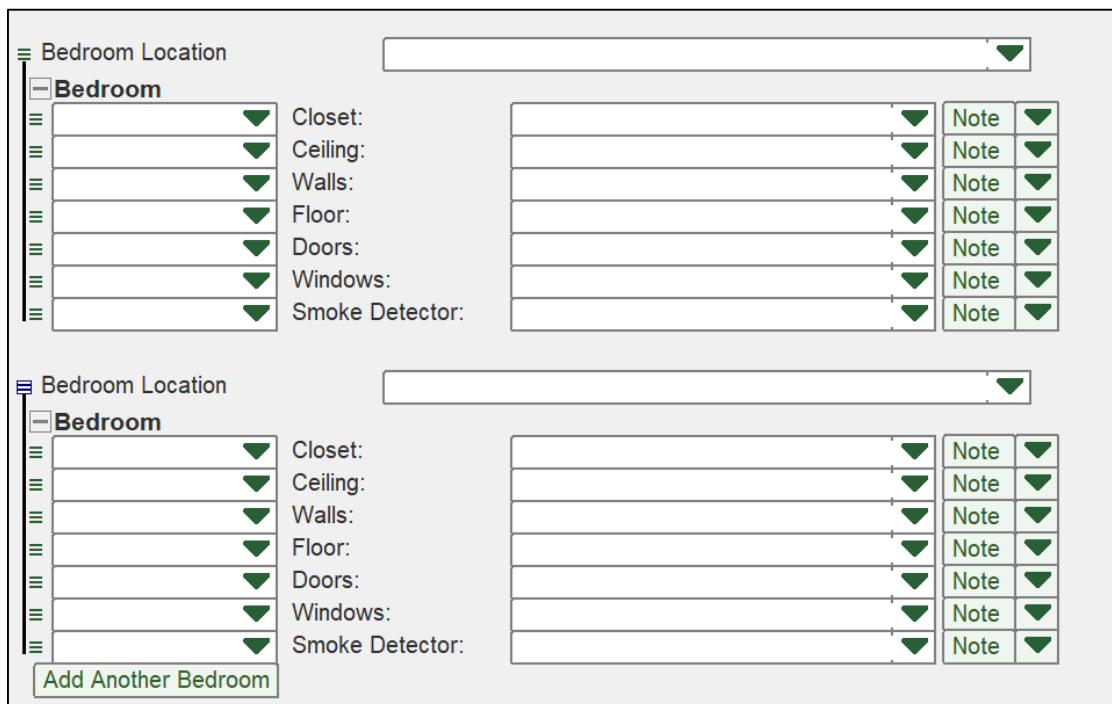 Bedroom Location
Bedroom
Closet: Note
Ceiling: Note
Walls: Note
Floor: Note
Doors: Note
Windows: Note
Smoke Detector: Note
Bedroom Location
Bedroom
Closet: Note
Ceiling: Note
Walls: Note
Floor: Note
Doors: Note
Windows: Note
Smoke Detector: Note
Add Another Bedroom